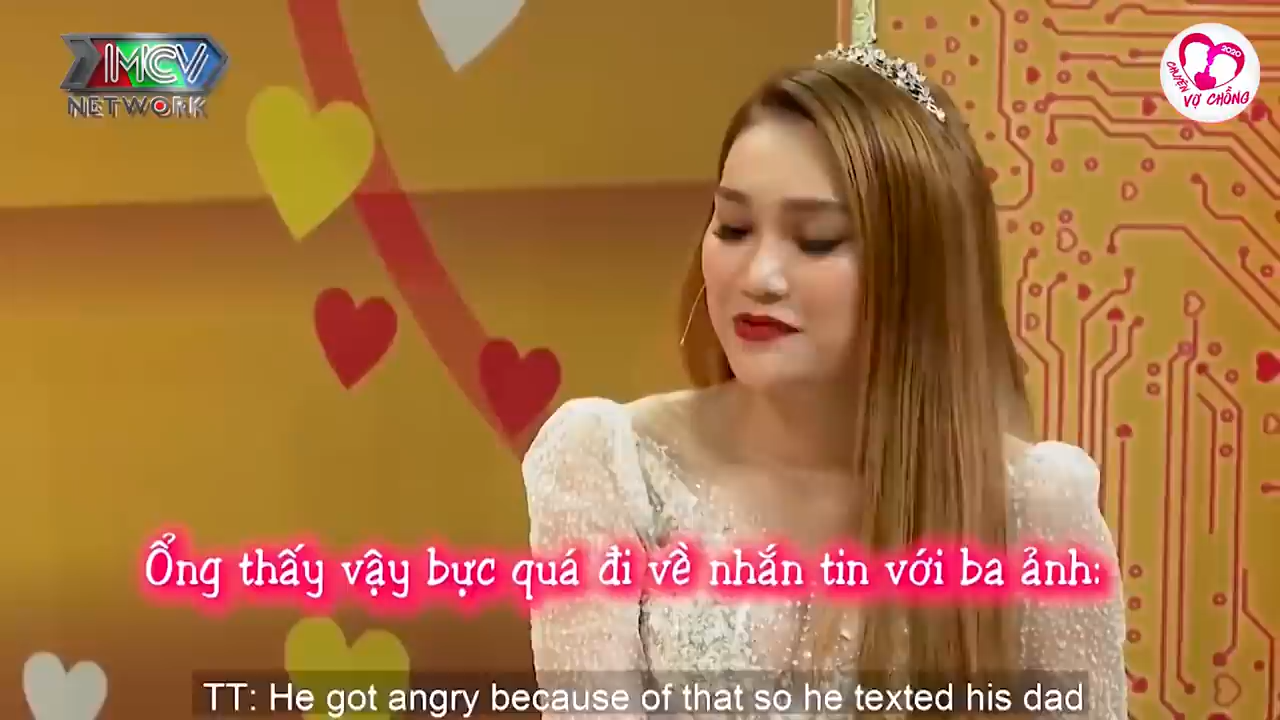 MCV
NETWORK
2020
CHUYỆN
VỢ CHỒNG
Ổng thấy vậy bực quá đi về nhắn tin với ba ảnh:
TT: He got angry because of that so he texted his dad